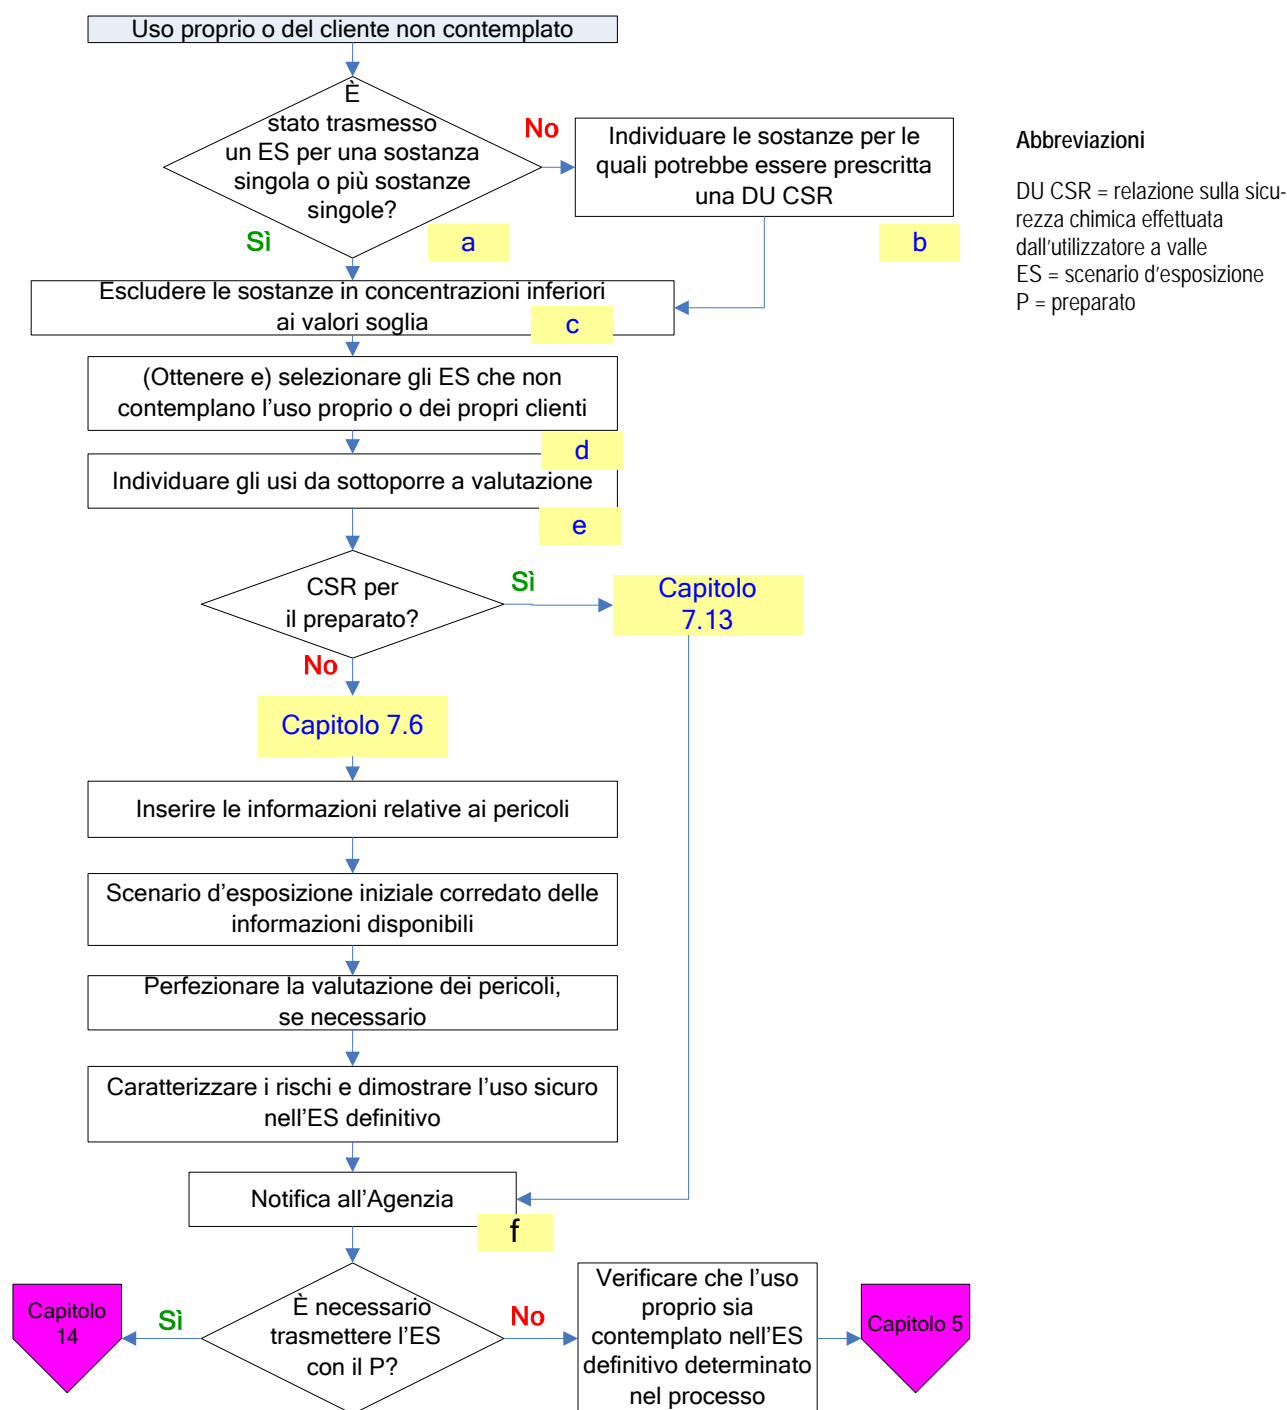 Uso proprio o del cliente non contemplato
È
stato trasmesso
un ES per una sostanza
singola o più sostanze
singole?
No
Individuare le sostanze per le
quali potrebbe essere prescritta
una DU CSR
Abbreviazioni
DU CSR = relazione sulla sicu-
rezza chimica effettuata
dall'utilizzatore a valle
ES = scenario d'esposizione
P = preparato
Sì
a
b
Escludere le sostanze in concentrazioni inferiori
ai valori soglia
c
(Ottenere e) selezionare gli ES che non
contemplano l'uso proprio o dei propri clienti
d
Individuare gli usi da sottoporre a valutazione
e
CSR per
il preparato?
Sì
Capitolo
7.13
No
Capitolo 7.6
Inserire le informazioni relative ai pericoli
Scenario d'esposizione iniziale corredato delle
informazioni disponibili
Perfezionare la valutazione dei pericoli,
se necessario
Caratterizzare i rischi e dimostrare l'uso sicuro
nell'ES definitivo
Notifica all'Agenzia
f
Capitolo
14
Sì
È necessario
trasmettere l'ES
con il P?
No
Verificare che l'uso
proprio sia
contemplato nell'ES
definitivo determinato
nel processo
Capitolo 5